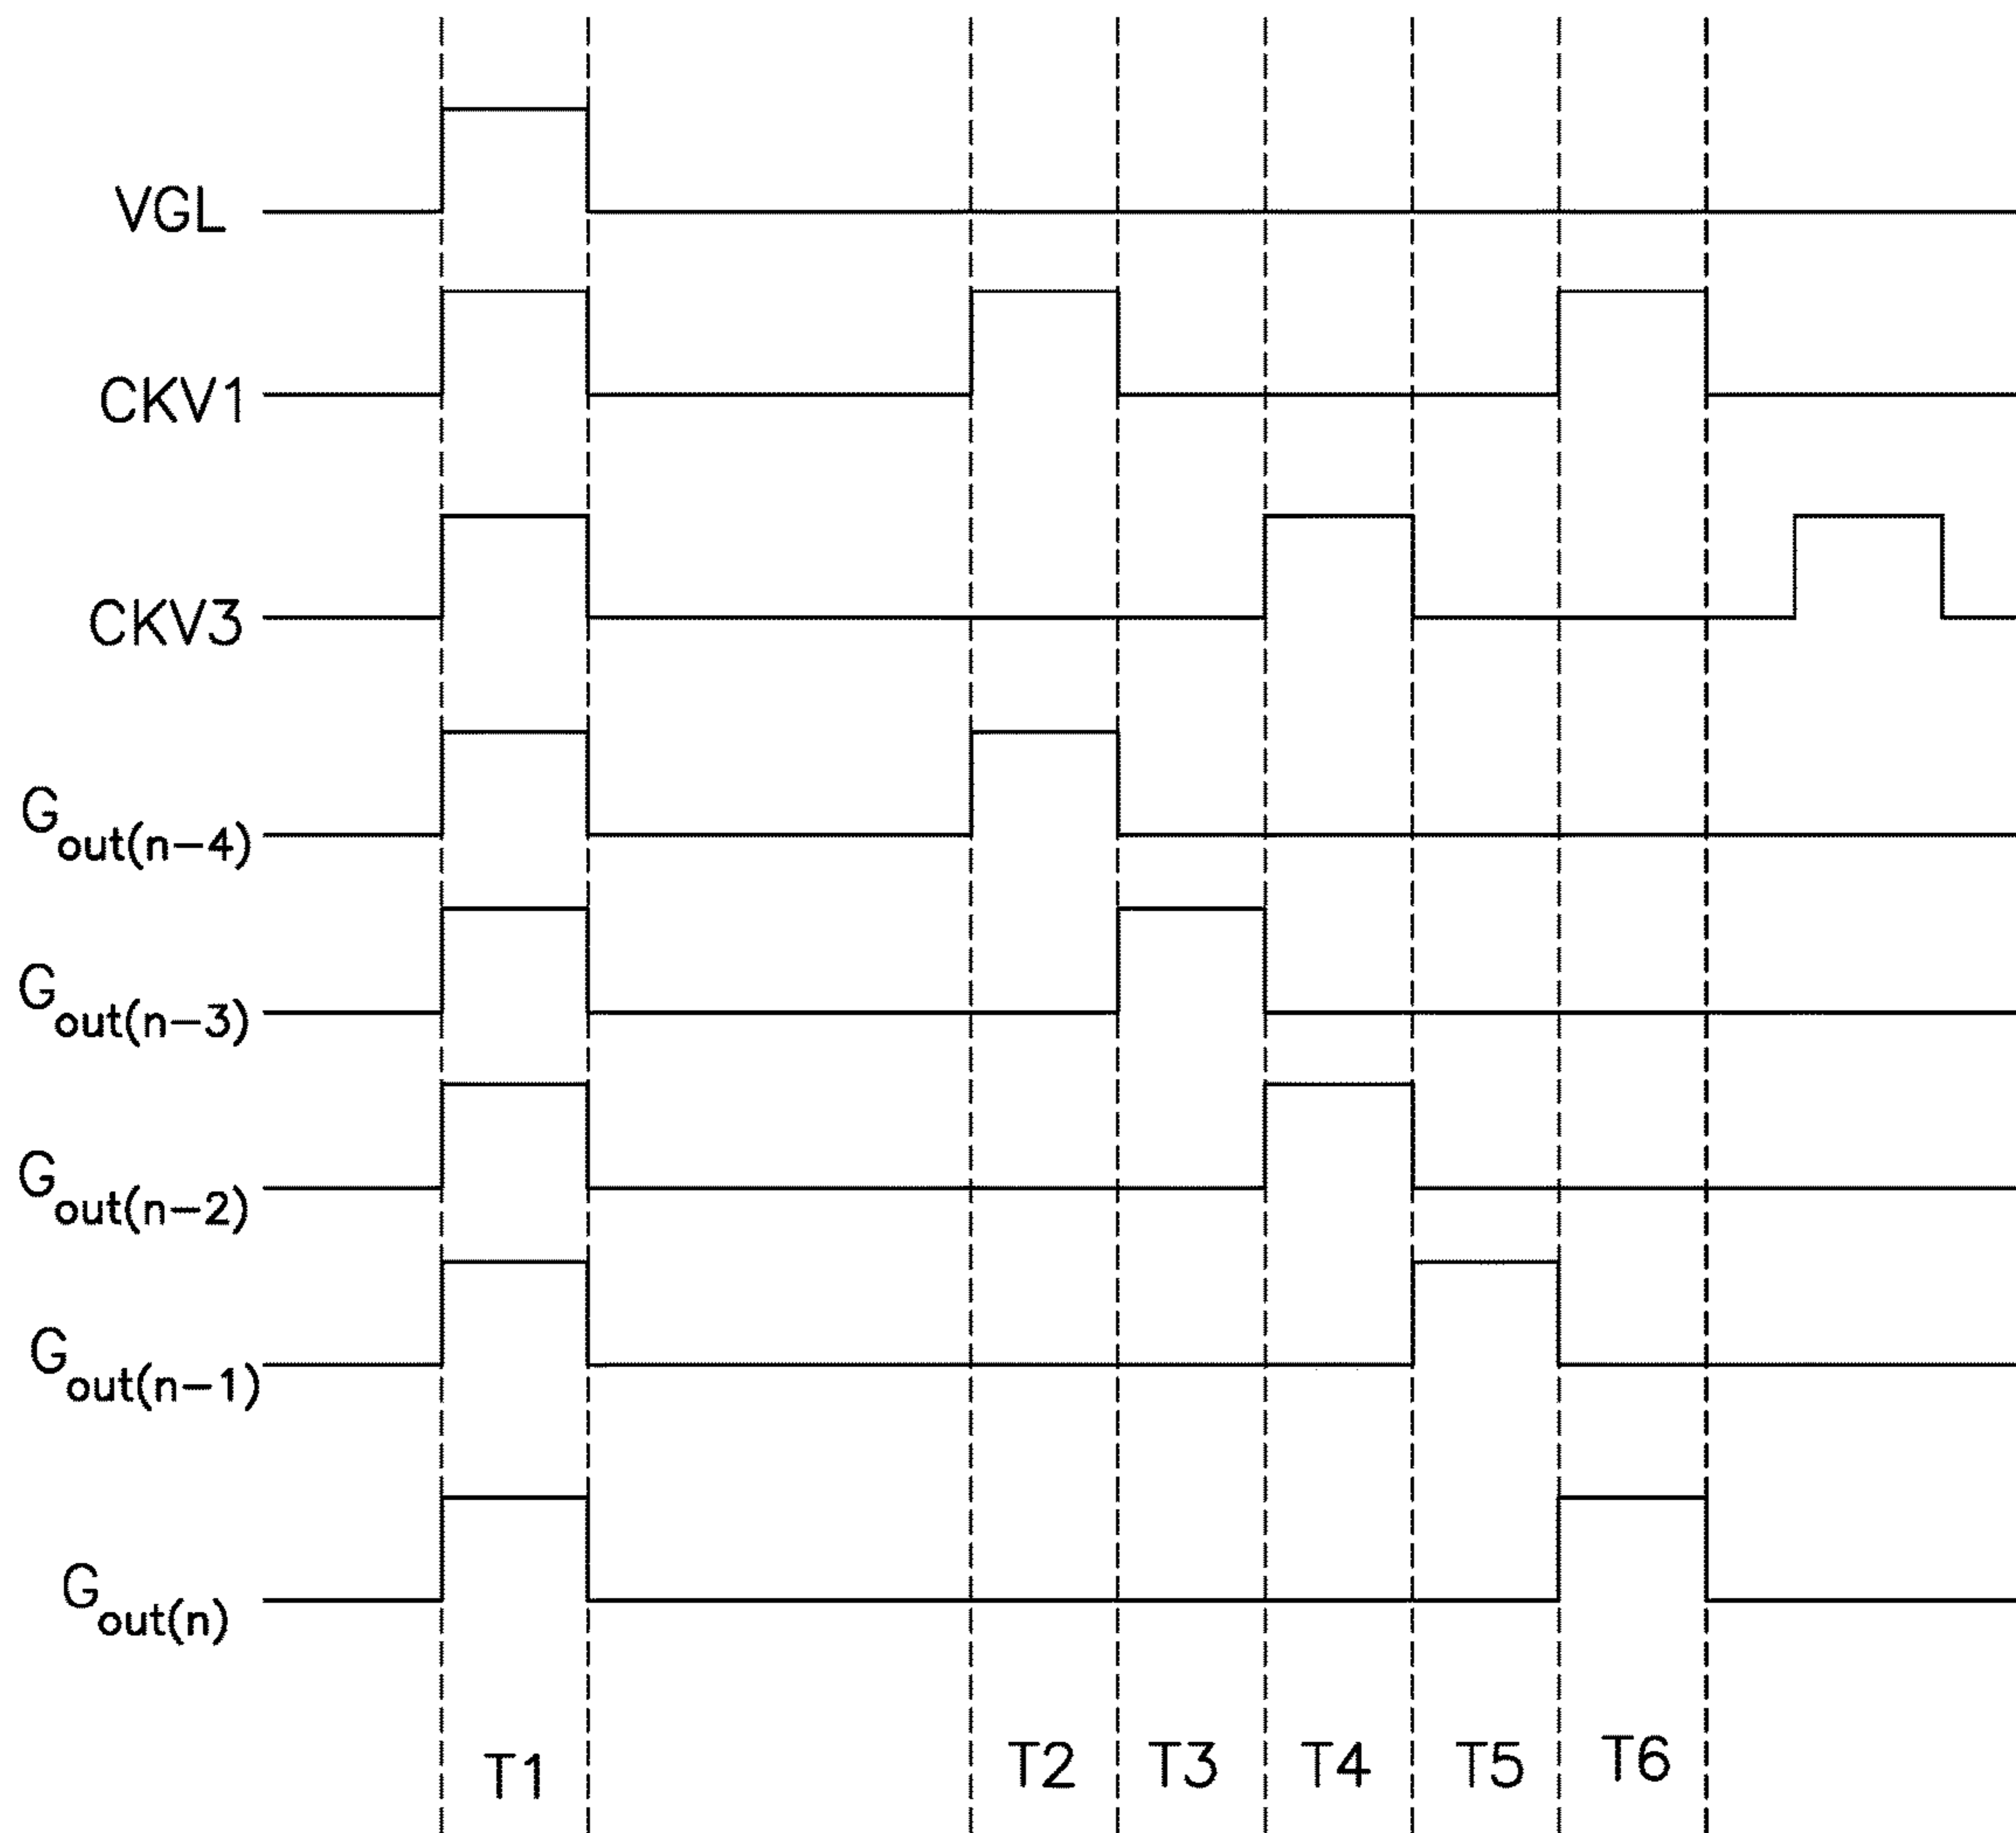 VGL
CKV1
CKV3
Gout(n-4)
Gout(n-3)
Gout(n-2)
Gout(n-1)
Gout(n)
T1 T2 T3 T4 T5 T6